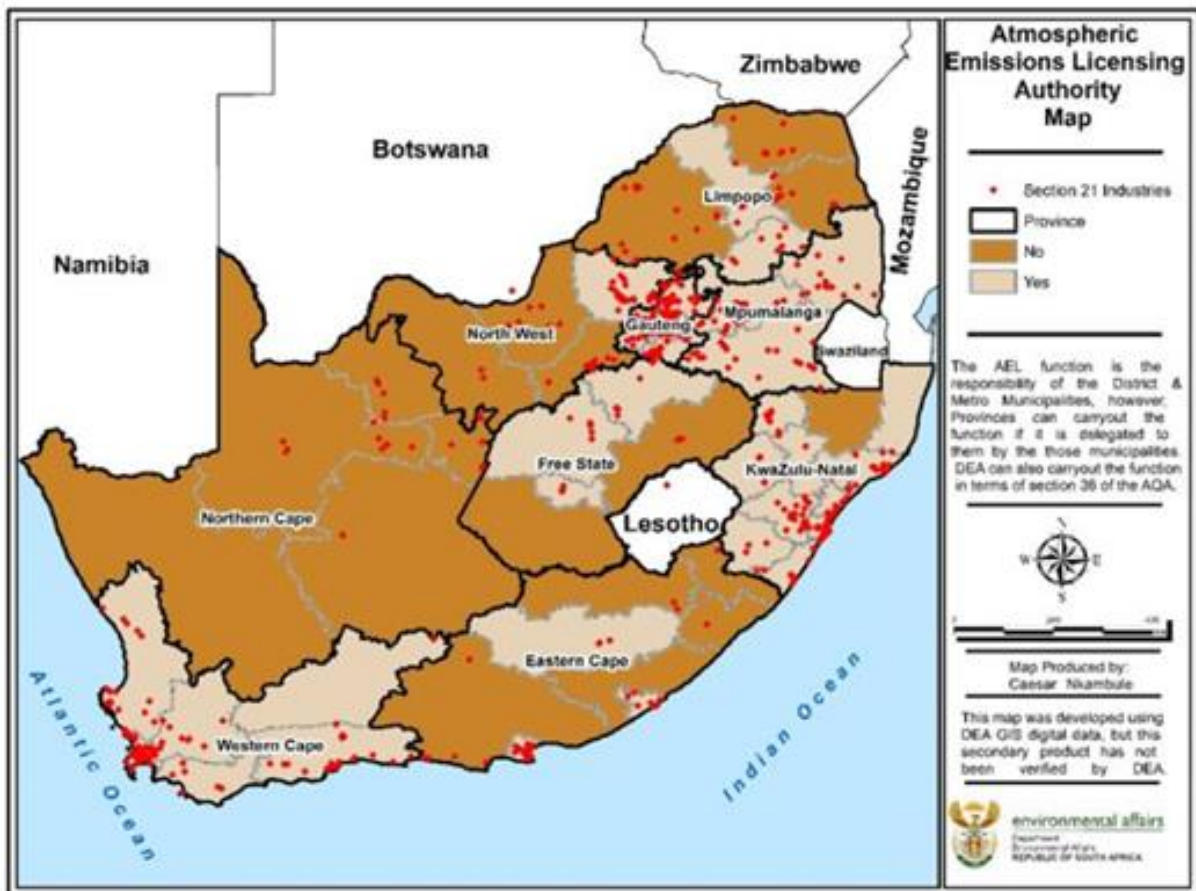 Atmospheric
Emissions Licensing
Authority
Map
Section 21 Industries
Province
No
Yes
The AEL function is the
responsibility of the District &
Metro Municipalities, however,
Provinces can carryout the
function if it is delegated to
them by the those municipalities.
DEA can also carryout the function
in terms of section 36 of the AQA.
N
W
E
S
Map Produced by:
Caesar Nkambule
This map was developed using
DEA GIS digital data, but this
secondary product has not
been verified by DEA.
environmental affairs
Department
Environmental Affairs
REPUBLIC OF SOUTH AFRICA
Zimbabwe
Botswana
Mozambique
Namibia
Limpopo
North West
Gauteng
Mpumalanga
Swaziland
Free State
KwaZulu-Natal
Northern Cape
Lesotho
Eastern Cape
Western Cape
Atlantic Ocean
Indian Ocean